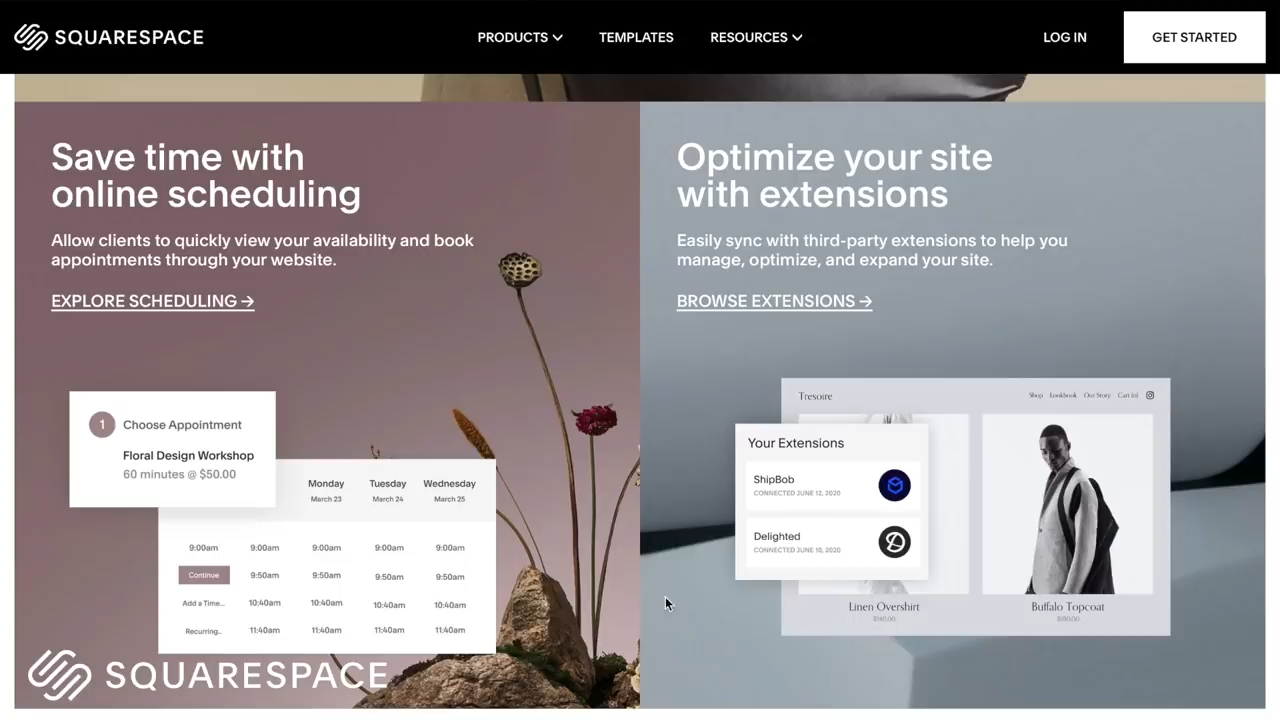 SQUARESPACE
PRODUCTS
TEMPLATES
RESOURCES
LOG IN
GET STARTED
Save time with
online scheduling
Allow clients to quickly view your availability and book
appointments through your website.
EXPLORE SCHEDULING →
1
Choose Appointment
Floral Design Workshop
60 minutes @ $50.00
Monday Tuesday Wednesday
March 23 March 24 March 25
9:00am 9:00am 9:00am 9:00am 9:00am
Continue 9:50am 9:50am 9:50am 9:50am
Add a Time... 10:40am 10:40am 10:40am 10:40am
Recurring.. 11:40am 11:40am 11:40am 11:40am
SQUARESPACE
Optimize your site
with extensions
Easily sync with third-party extensions to help you
manage, optimize, and expand your site.
BROWSE EXTENSIONS →
Tresoire
Shop Lookbook Our Story Cart (0)
Your Extensions
ShipBob
CONNECTED JUNE 12, 2020
Delighted
CONNECTED JUNE 10, 2020
Linen Overshirt
$140.00
Buffalo Topcoat